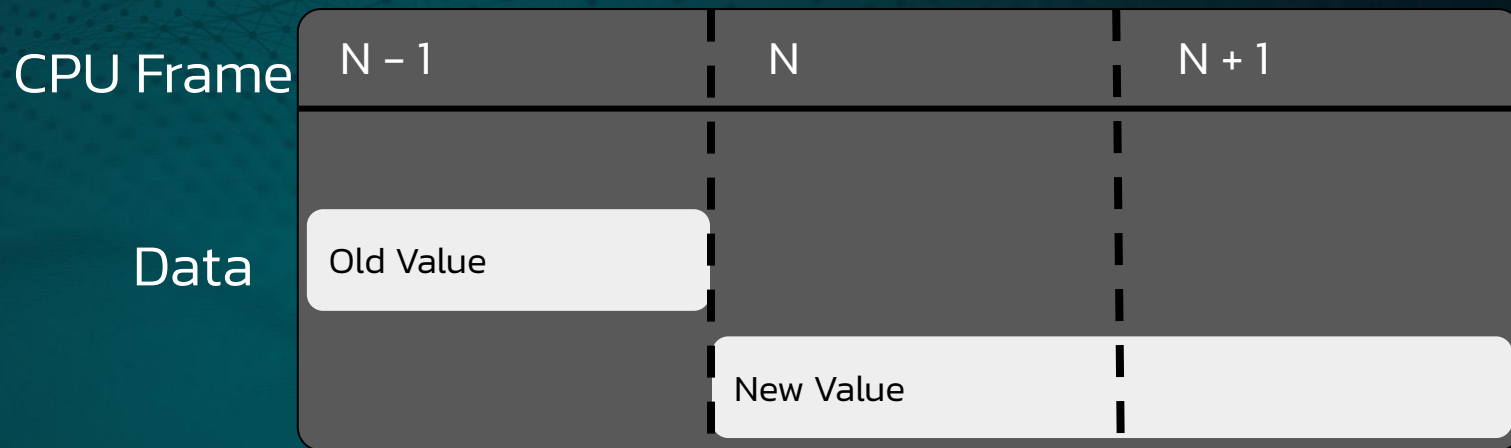 CPU Frame N – 1 N N + 1
Data Old Value
New Value